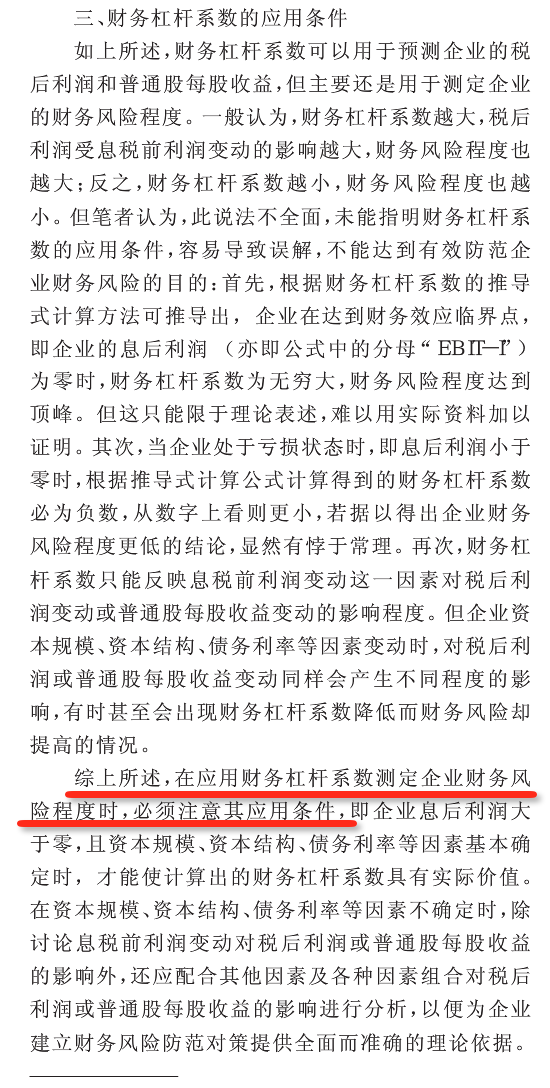 三、财务杠杆系数的应用条件
如上所述,财务杠杆系数可以用于预测企业的税
后利润和普通股每股收益,但主要还是用于测定企业
的财务风险程度。一般认为,财务杠杆系数越大,税后
利润受息税前利润变动的影响越大,财务风险程度也
越大;反之,财务杠杆系数越小,财务风险程度也越
小。但笔者认为,此说法不全面,未能指明财务杠杆系
数的应用条件,容易导致误解,不能达到有效防范企
业财务风险的目的:首先,根据财务杠杆系数的推导
式计算方法可推导出, 企业在达到财务效应临界点,
即企业的息后利润 (亦即公式中的分母“EBIT—I”)
为零时,财务杠杆系数为无穷大,财务风险程度达到
顶峰。但这只能限于理论表述,难以用实际资料加以
证明。其次,当企业处于亏损状态时,即息后利润小于
零时,根据推导式计算公式计算得到的财务杠杆系数
必为负数,从数字上看则更小,若据以得出企业财务
风险程度更低的结论,显然有悖于常理。再次,财务杠
杆系数只能反映息税前利润变动这一因素对税后利
润变动或普通股每股收益变动的影响程度。但企业资
本规模、资本结构、债务利率等因素变动时,对税后利
润或普通股每股收益变动同样会产生不同程度的影
响,有时甚至会出现财务杠杆系数降低而财务风险却
提高的情况。
综上所述,在应用财务杠杆系数测定企业财务风
险程度时,必须注意其应用条件,即企业息后利润大
于零,且资本规模、资本结构、债务利率等因素基本确
定时, 才能使计算出的财务杠杆系数具有实际价值。
在资本规模、资本结构、债务利率等因素不确定时,除
讨论息税前利润变动对税后利润或普通股每股收益
的影响外,还应配合其他因素及各种因素组合对税后
利润或普通股每股收益的影响进行分析,以便为企业
建立财务风险防范对策提供全面而准确的理论依据。